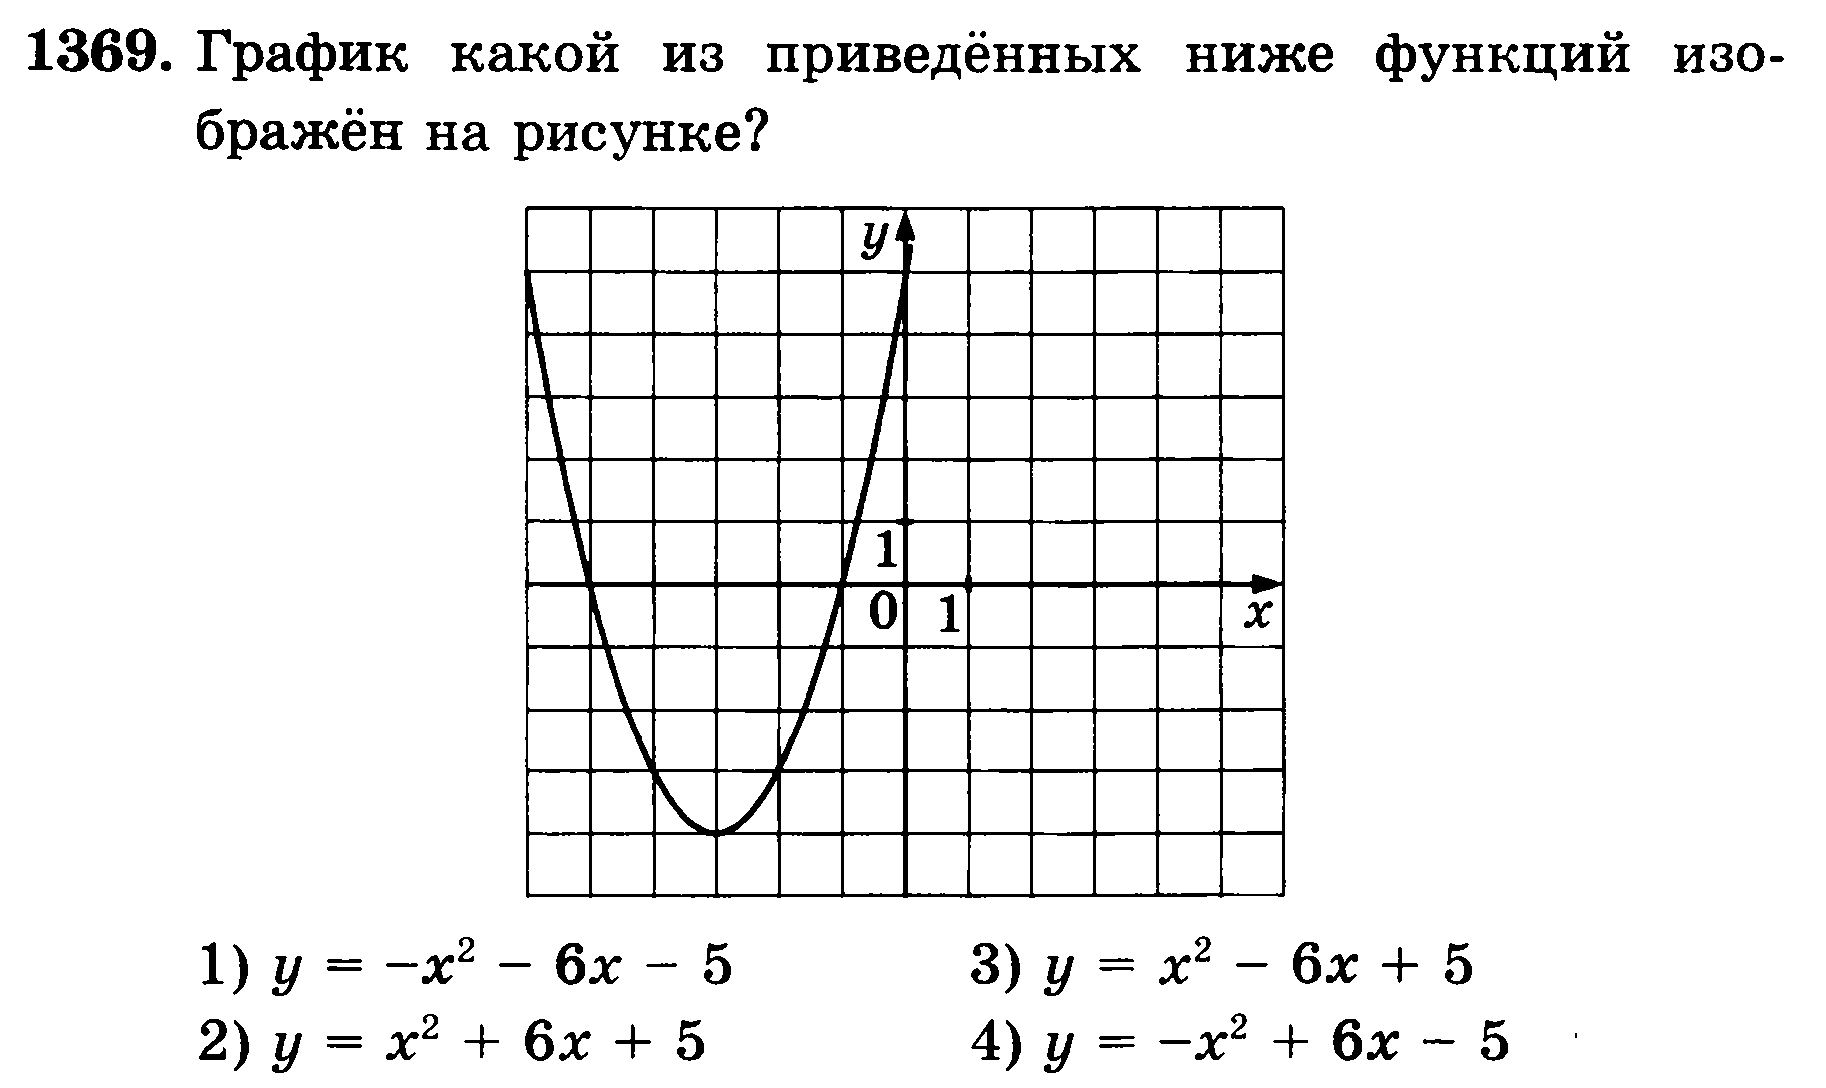 1369. График какой из приведённых ниже функций изо-
бражён на рисунке?
y
1
0 1 x
1) y = -x² - 6x - 5 3) y = x² - 6x + 5
2) y = x² + 6x + 5 4) y = -x² + 6x - 5